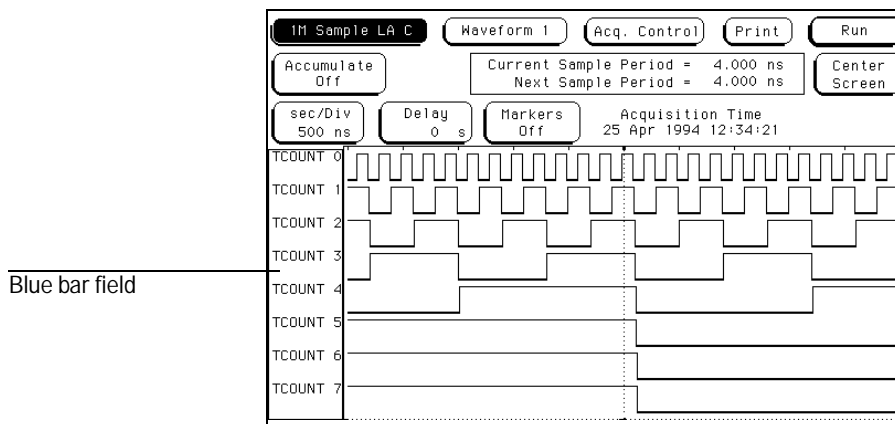 1M Sample LA C Waveform 1 Acq. Control Print Run
Accumulate Off
Current Sample Period = 4.000 ns
Next Sample Period = 4.000 ns
Center Screen
sec/Div 500 ns
Delay 0 s
Markers Off
Acquisition Time
25 Apr 1994 12:34:21
TCOUNT 0
TCOUNT 1
TCOUNT 2
TCOUNT 3
Blue bar field
TCOUNT 4
TCOUNT 5
TCOUNT 6
TCOUNT 7